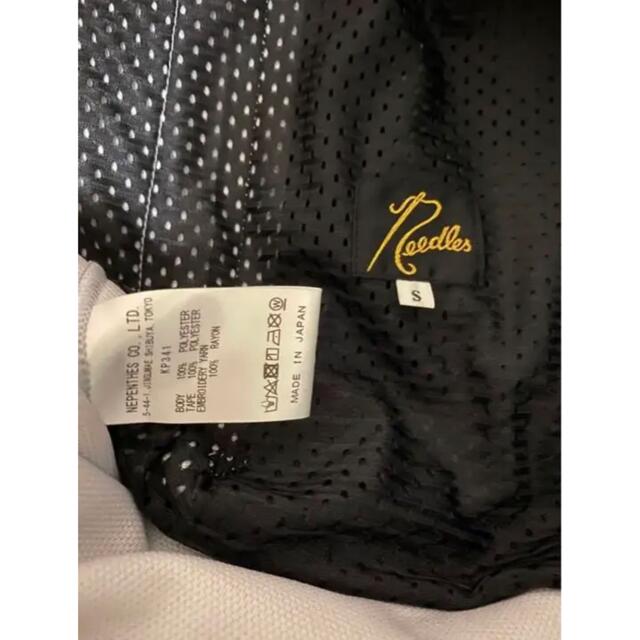 Needles
S
NEPENTHES CO., LTD.
5-44-1,JINGUMAE SHIBUYA, TOKYO
KP341
BODY 100% POLYESTER
TAPE 100% POLYESTER
EMBROIDERY YARN 100% RAYON
MADE IN JAPAN